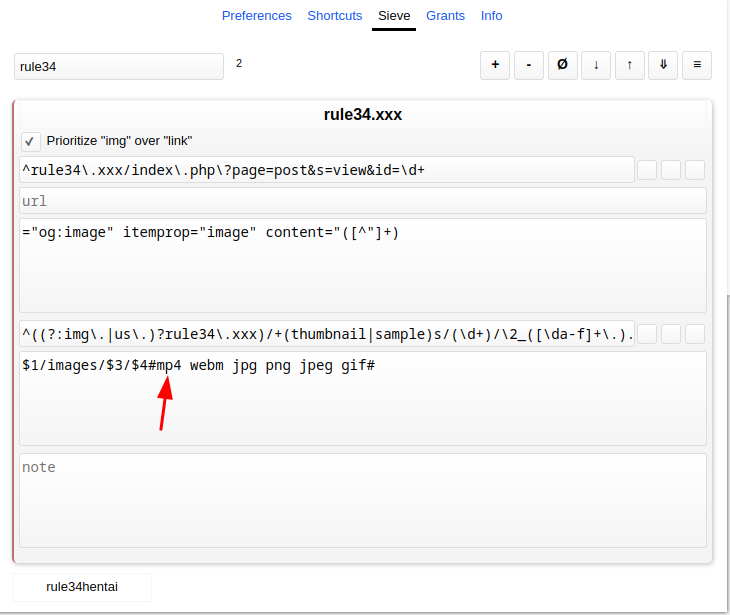 Preferences Shortcuts Sieve Grants Info
rule34 2 + - Ø ↓ ↑ ⇓ ≡
rule34.xxx
Prioritize "img" over "link"
^rule34\.xxx/index\.php\?page=post&s=view&id=\d+
url
="og:image" itemprop="image" content="([^"]+)
^((?:img\.|us\.)?rule34\.xxx)/+(thumbnail|sample)s/(\d+)/\2_([\da-f]+\.).
$1/images/$3/$4#mp4 webm jpg png jpeg gif#
note
rule34hentai